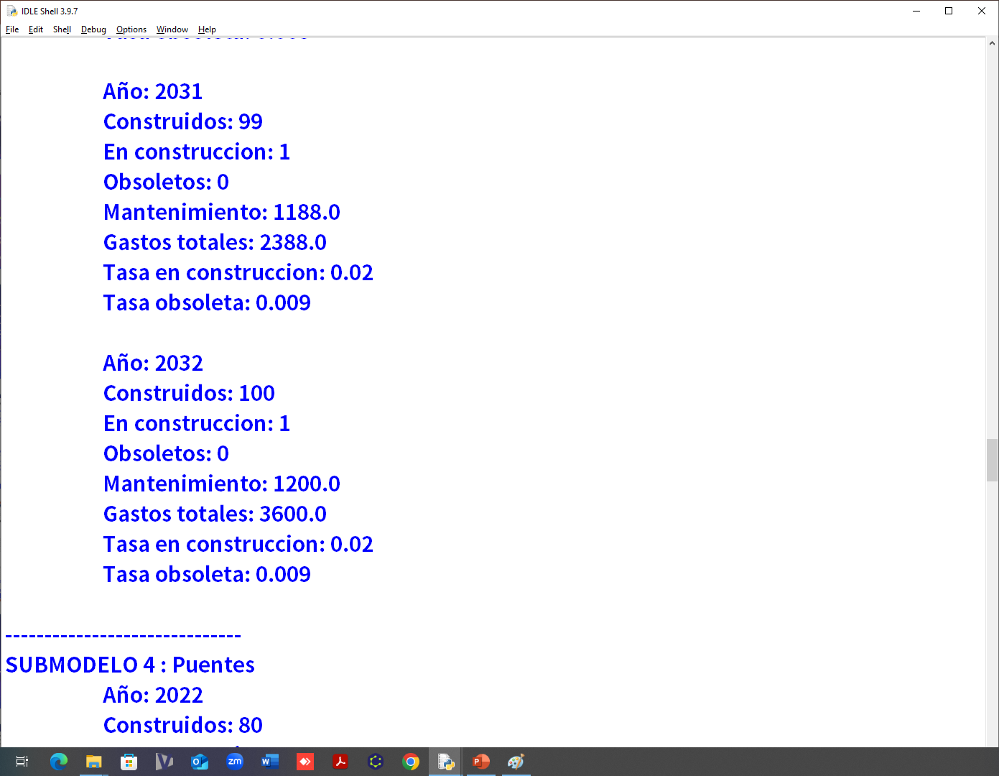 IDLE Shell 3.9.7
File Edit Shell Debug Options Window Help
Año: 2031
Construidos: 99
En construccion: 1
Obsoletos: 0
Mantenimiento: 1188.0
Gastos totales: 2388.0
Tasa en construccion: 0.02
Tasa obsoleta: 0.009
Año: 2032
Construidos: 100
En construccion: 1
Obsoletos: 0
Mantenimiento: 1200.0
Gastos totales: 3600.0
Tasa en construccion: 0.02
Tasa obsoleta: 0.009
------------------------------
SUBMODELO 4 : Puentes
Año: 2022
Construidos: 80
zm